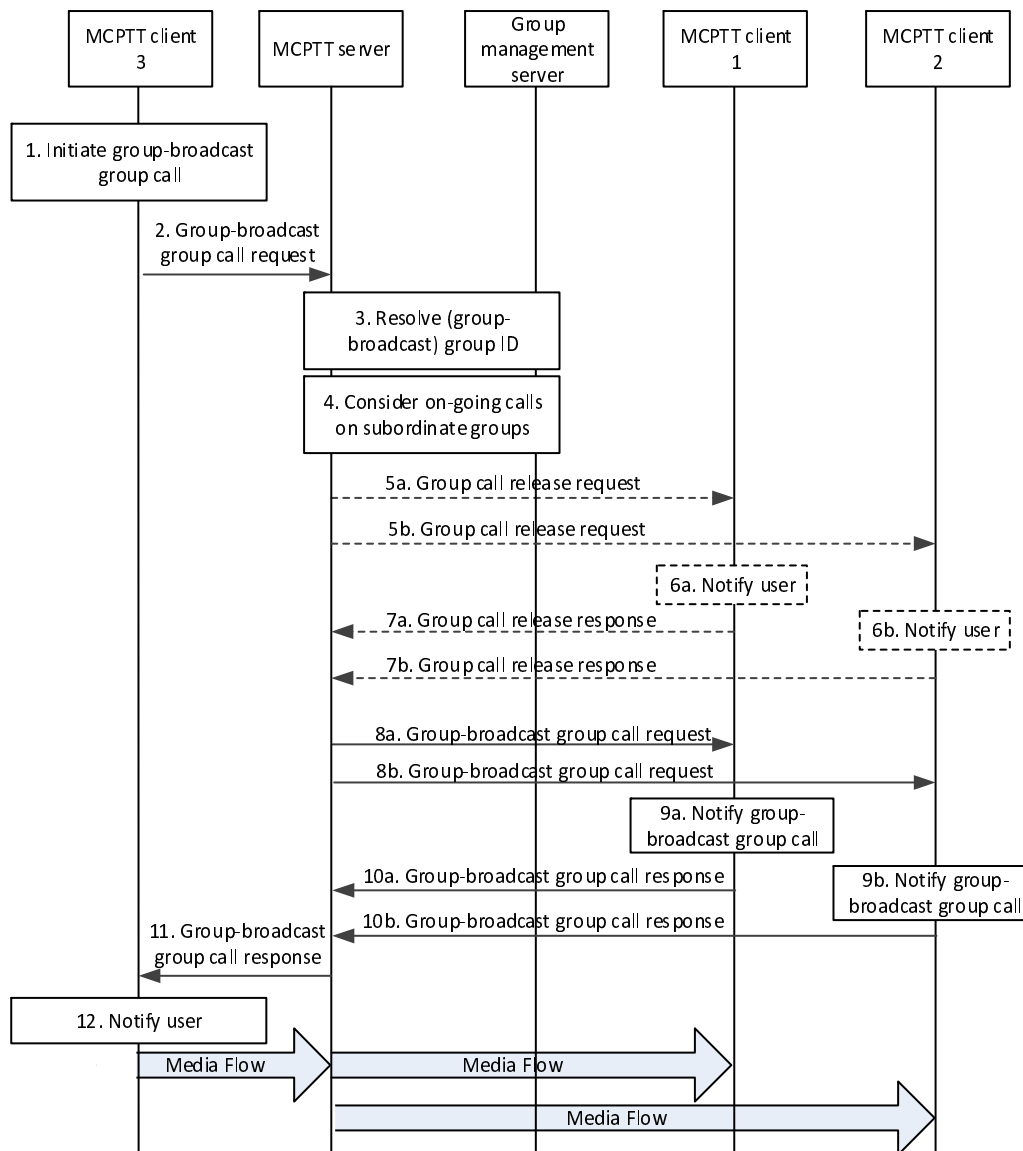 MCPTT client
3
MCPTT server
Group
management
server
MCPTT client
1
MCPTT client
2
1. Initiate group-broadcast
group call
2. Group-broadcast
group call request
3. Resolve (group-
broadcast) group ID
4. Consider on-going calls
on subordinate groups
5a. Group call release request
5b. Group call release request
6a. Notify user
7a. Group call release response
6b. Notify user
7b. Group call release response
8a. Group-broadcast group call request
8b. Group-broadcast group call request
9a. Notify group-
broadcast group call
10a. Group-broadcast group call response
9b. Notify group-
broadcast group call
10b. Group-broadcast group call response
11. Group-broadcast
group call response
12. Notify user
Media Flow
Media Flow
Media Flow